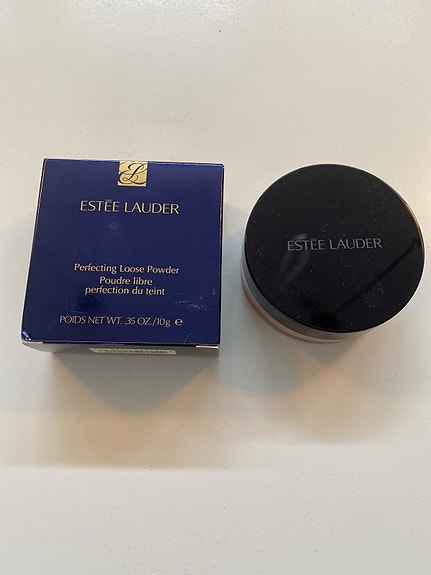 ESTĒE LAUDER
Perfecting Loose Powder
Poudre libre
perfection du teint
POIDS NET WT. .35 OZ./10g ℮
ESTĒE LAUDER